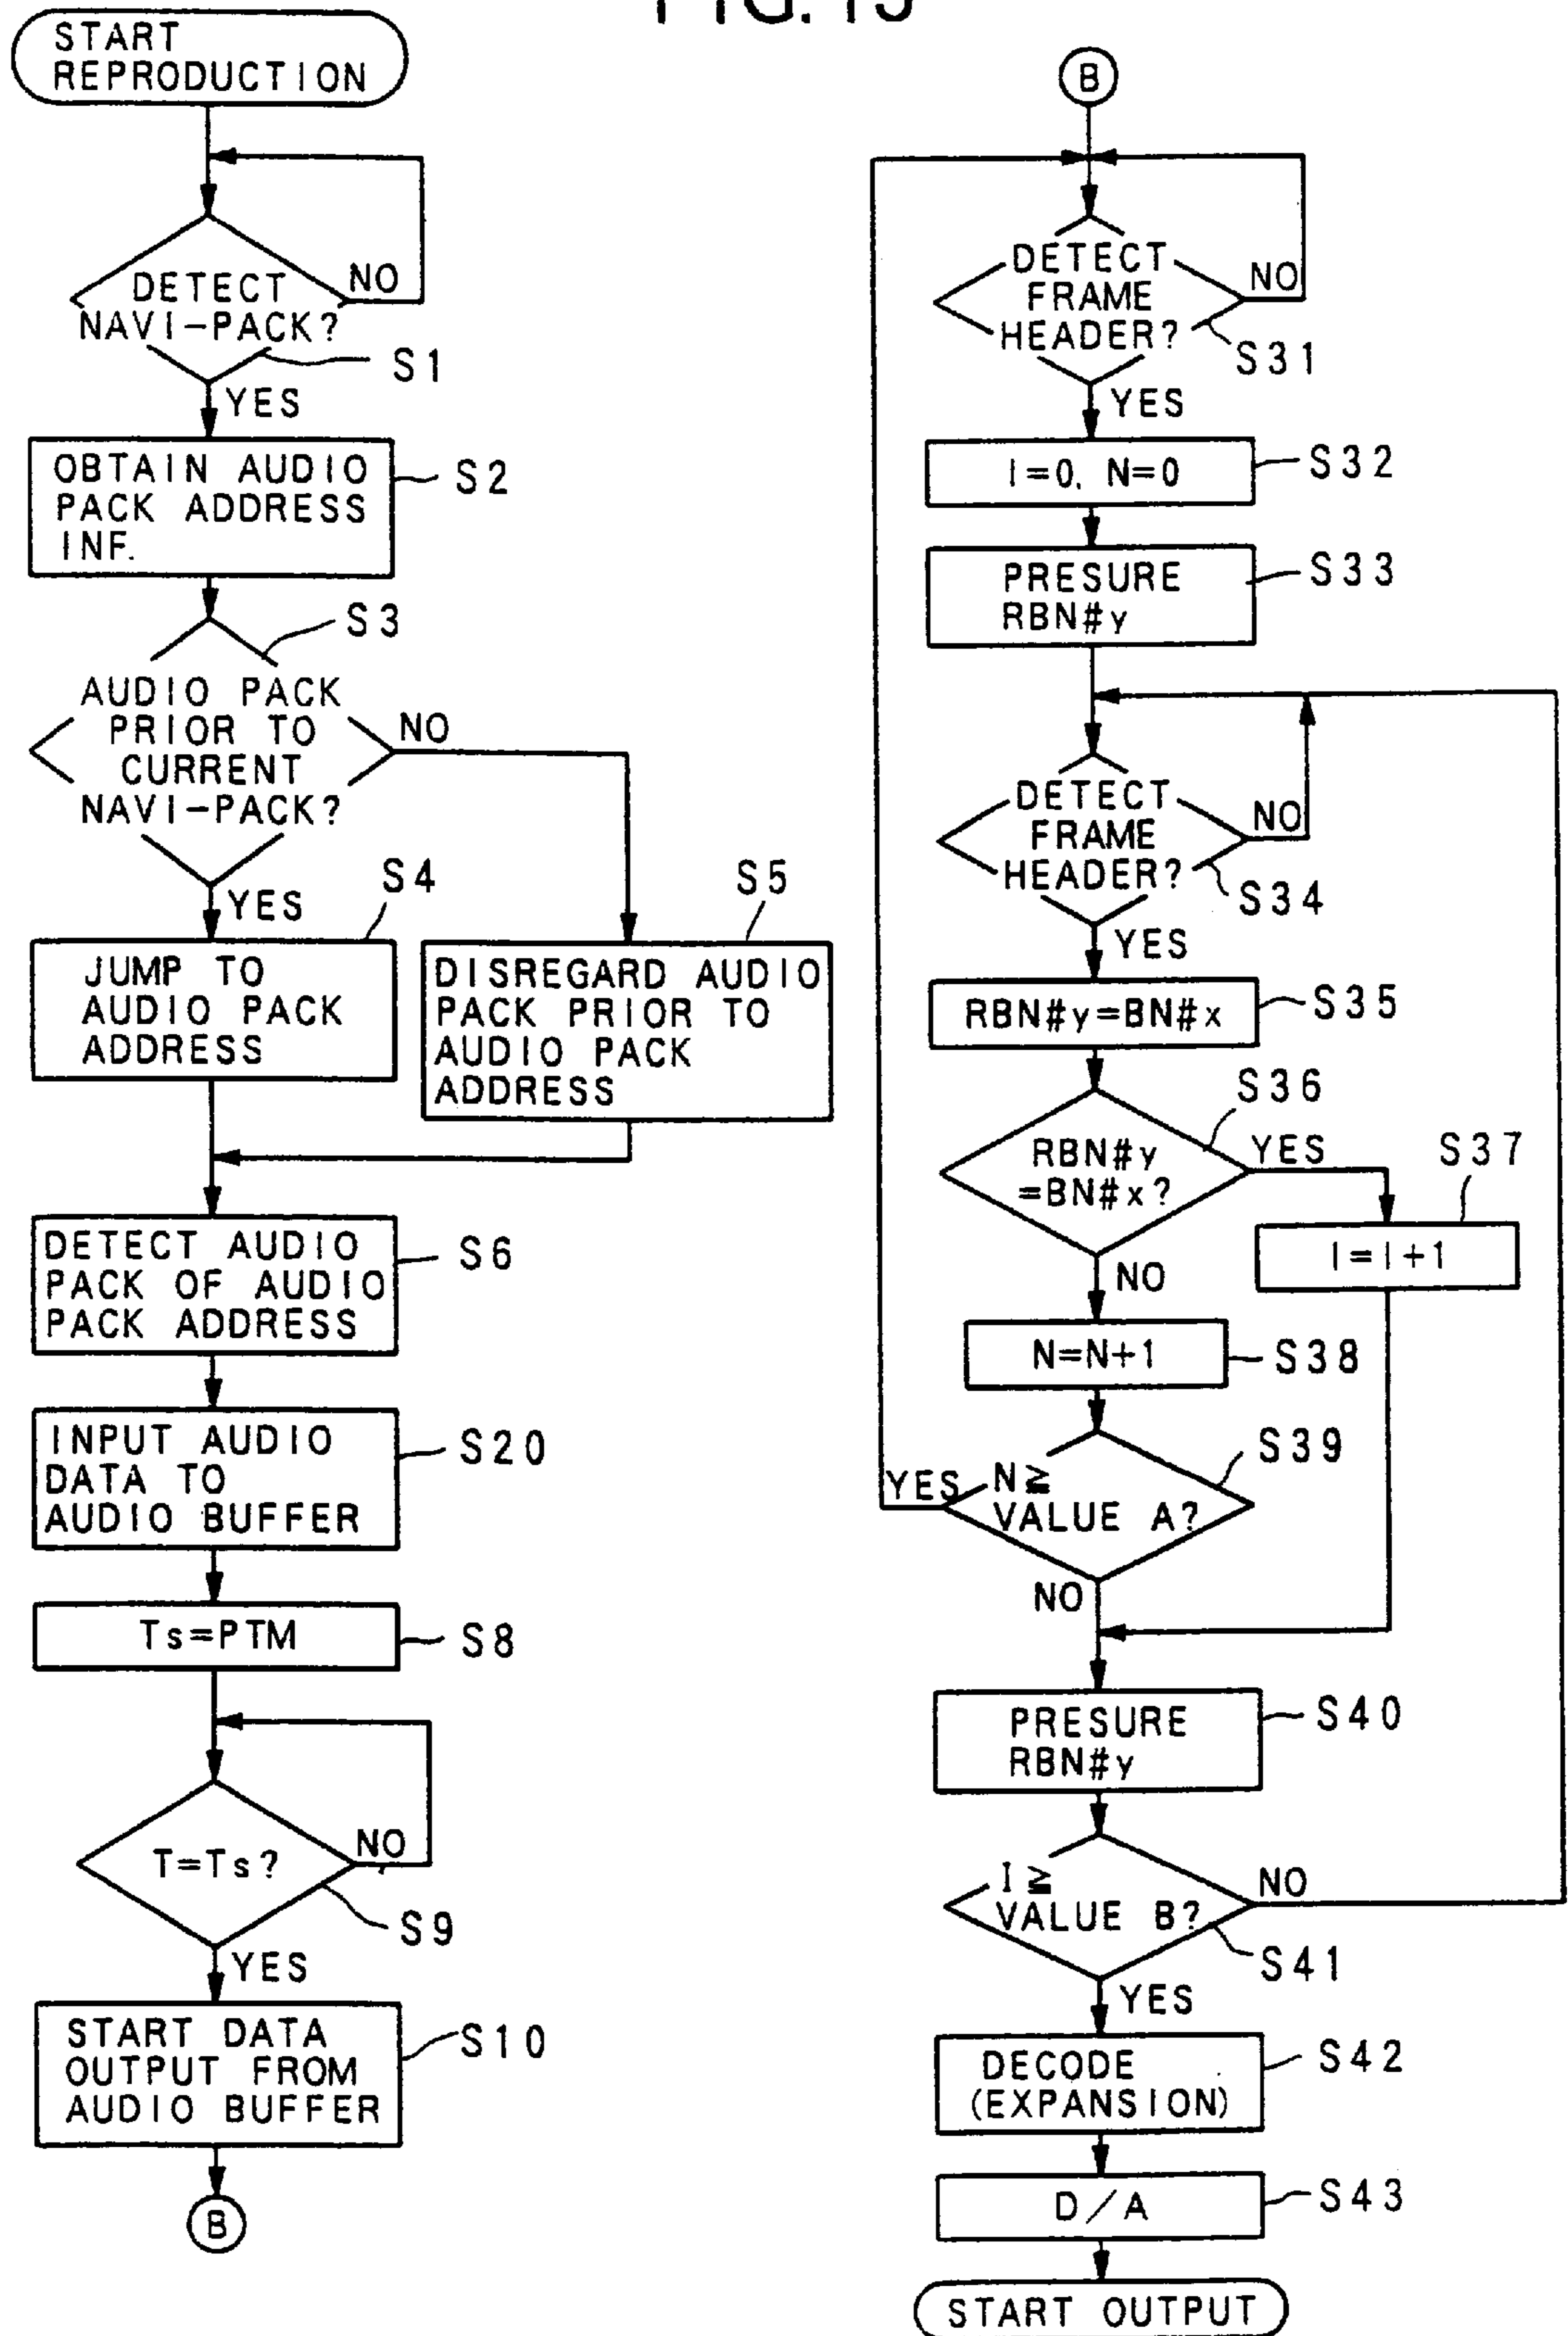 FIG. 15
START
REPRODUCTION
DETECT
NAVI-PACK?
NO
S1
YES
OBTAIN AUDIO
PACK ADDRESS
INF.
S2
S3
AUDIO PACK
PRIOR TO
CURRENT
NAVI-PACK?
NO
YES
S4
JUMP TO
AUDIO PACK
ADDRESS
S5
DISREGARD AUDIO
PACK PRIOR TO
AUDIO PACK
ADDRESS
DETECT AUDIO
PACK OF AUDIO
PACK ADDRESS
S6
INPUT AUDIO
DATA TO
AUDIO BUFFER
S20
Ts=PTM
S8
T=Ts?
NO
S9
YES
START DATA
OUTPUT FROM
AUDIO BUFFER
S10
B
B
DETECT
FRAME
HEADER?
NO
S31
YES
I=0, N=0
S32
PRESURE
RBN#y
S33
DETECT
FRAME
HEADER?
NO
S34
YES
RBN#y=BN#x
S35
S36
RBN#y
=BN#x?
YES
S37
I=I+1
NO
N=N+1
S38
S39
YES
N≧
VALUE A?
NO
PRESURE
RBN#y
S40
I≧
VALUE B?
NO
S41
YES
DECODE
(EXPANSION)
S42
D/A
S43
START OUTPUT